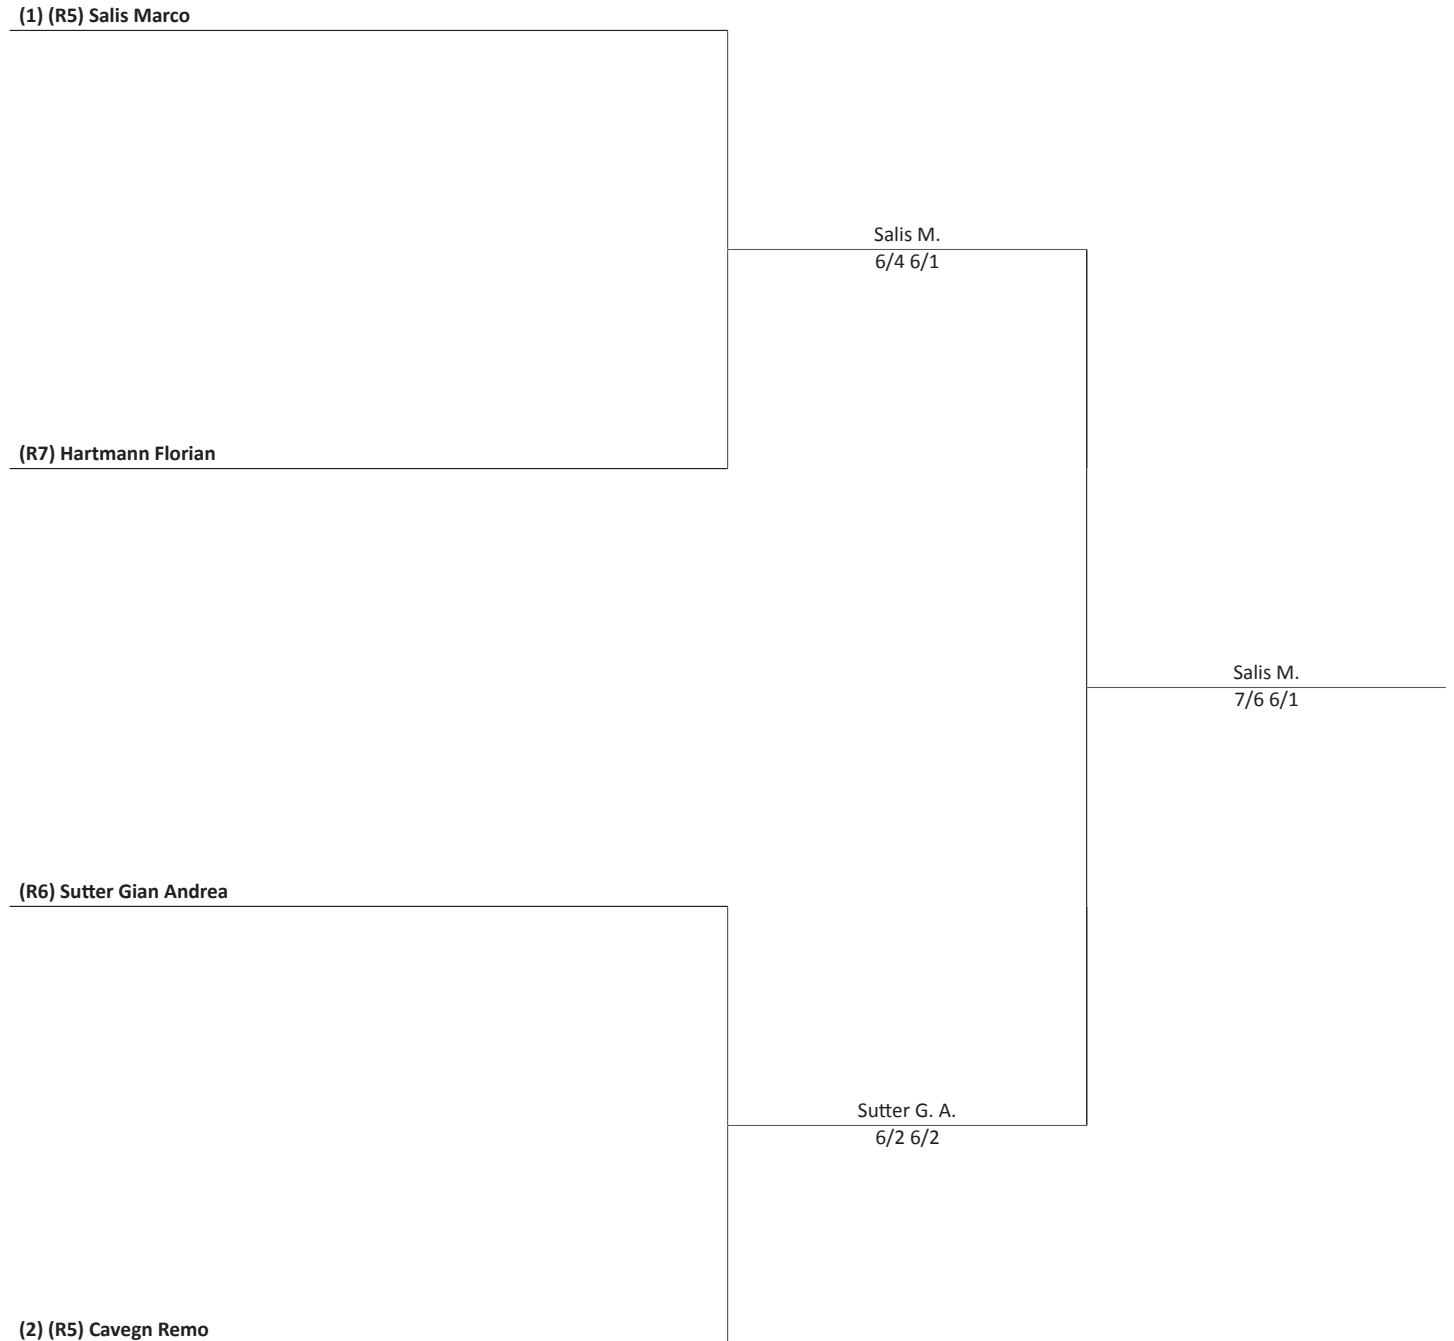 (1) (R5) Salis Marco
Salis M.
6/4 6/1
(R7) Hartmann Florian
Salis M.
7/6 6/1
(R6) Sutter Gian Andrea
Sutter G. A.
6/2 6/2
(2) (R5) Cavegn Remo